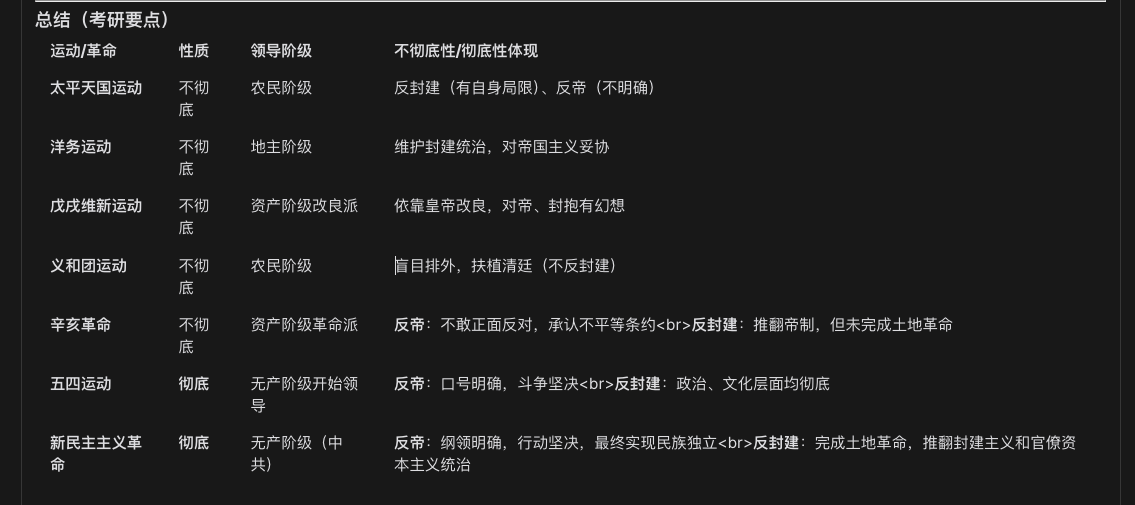 总结（考研要点）
运动/革命 性质 领导阶级 不彻底性/彻底性体现
太平天国运动 不彻底 农民阶级 反封建（有自身局限）、反帝（不明确）
洋务运动 不彻底 地主阶级 维护封建统治，对帝国主义妥协
戊戌维新运动 不彻底 资产阶级改良派 依靠皇帝改良，对帝、封抱有幻想
义和团运动 不彻底 农民阶级 盲目排外，扶植清廷（不反封建）
辛亥革命 不彻底 资产阶级革命派 反帝：不敢正面反对，承认不平等条约<br>反封建：推翻帝制，但未完成土地革命
五四运动 彻底 无产阶级开始领导 反帝：口号明确，斗争坚决<br>反封建：政治、文化层面均彻底
新民主主义革命 彻底 无产阶级（中共） 反帝：纲领明确，行动坚决，最终实现民族独立<br>反封建：完成土地革命，推翻封建主义和官僚资本主义统治